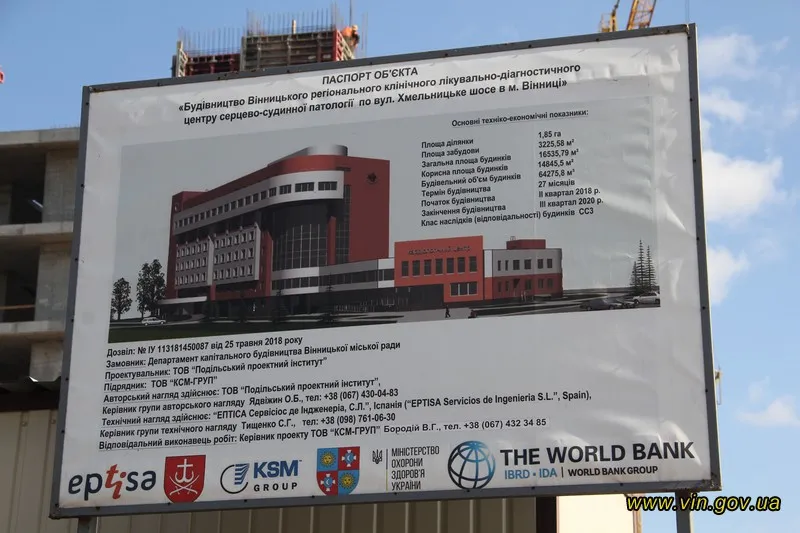 ПАСПОРТ ОБ'ЄКТА
«Будівництво Вінницького регіонального клінічного лікувально-діагностичного
центру серцево-судинної патології по вул. Хмельницьке шосе в м. Вінниці»
Основні техніко-економічні показники:
Площа ділянки 1,85 га
Площа забудови 3225,58 м²
Загальна площа будинків 16535,79 м²
Корисна площа будинків 14845,5 м²
Будівельний об'єм будинків 64275,8 м³
Термін будівництва 27 місяців
Початок будівництва ІІ квартал 2018 р.
Закінчення будівництва ІІІ квартал 2020 р.
Клас наслідків (відповідальності) будинків СС3
Дозвіл: № ІУ 113181450087 від 25 травня 2018 року
Замовник: Департамент капітального будівництва Вінницької міської ради
Проектувальник: ТОВ "Подільський проектний інститут"
Підрядник: ТОВ "КСМ-ГРУП"
Авторський нагляд здійснює: ТОВ "Подільський проектний інститут",
Керівник групи авторського нагляду Ядвіжин О.Б., тел: +38 (067) 430-04-83
Технічний нагляд здійснює: "ЕПТІСА Сервісіос де Індженеріа, С.Л.", Іспанія ("EPTISA Servicios de Ingenieria S.L.", Spain),
Керівник групи технічного нагляду Тищенко С.Г., тел: +38 (098) 761-06-30
Відповідальний виконавець робіт: Керівник проекту ТОВ "КСМ-ГРУП" Бородій В.Г., тел. +38 (067) 432 34 85
eptisa
KSM
GROUP
МІНІСТЕРСТВО
ОХОРОНИ
ЗДОРОВ'Я
УКРАЇНИ
THE WORLD BANK
IBRD • IDA | WORLD BANK GROUP
www.vin.gov.ua